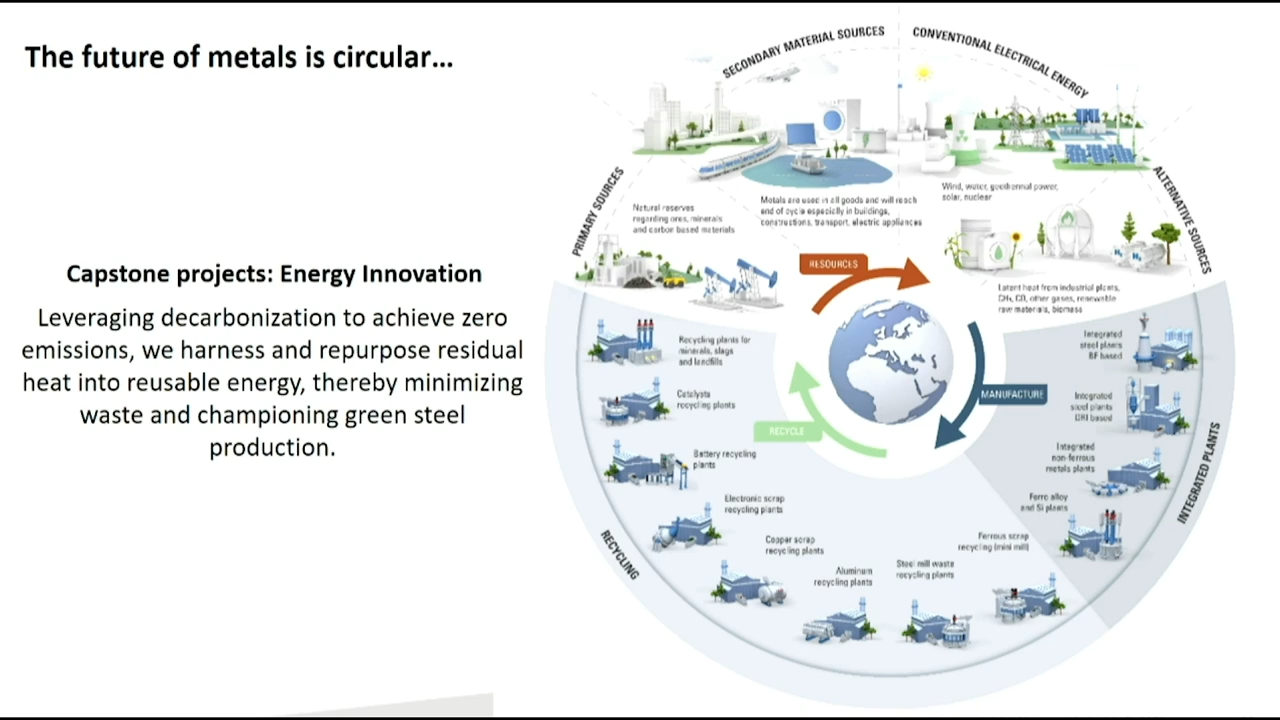 The future of metals is circular...
Capstone projects: Energy Innovation
Leveraging decarbonization to achieve zero
emissions, we harness and repurpose residual
heat into reusable energy, thereby minimizing
waste and championing green steel
production.
SECONDARY MATERIAL SOURCES
CONVENTIONAL ELECTRICAL ENERGY
PRIMARY SOURCES
ALTERNATIVE SOURCES
Natural reserves
regarding ores, minerals
and carbon based materials
Metals are used in all goods and will reach
end of cycle especially in buildings,
constructions, transport, electric appliances
Wind, water, geothermal power,
solar, nuclear
Latent heat from industrial plants,
CH₄, CO, other gases, renewable
raw materials, biomass
RESOURCES
MANUFACTURE
RECYCLE
Recycling plants for
minerals, slags
and landfills
Catalysts
recycling plants
Battery recycling
plants
Electronic scrap
recycling plants
Copper scrap
recycling plants
Aluminum
recycling plants
Steel mill waste
recycling plants
Ferrous scrap
recycling (mini mill)
Ferro alloy
and Si plants
Integrated
non-ferrous
metals plants
Integrated
steel plants
DRI based
Integrated
steel plants
BF based
RECYCLING
INTEGRATED PLANTS